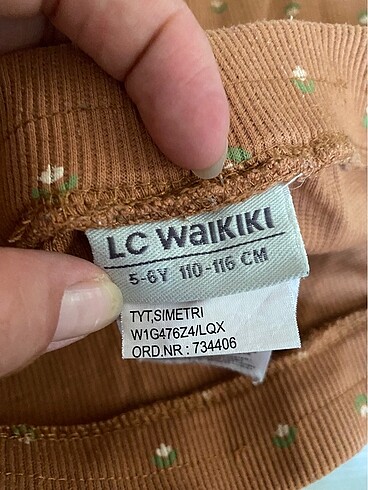 LC WAIKIKI
5-6Y 110-116 CM
TYT,SIMETRI
W1G476Z4/LQX
ORD.NR : 734406